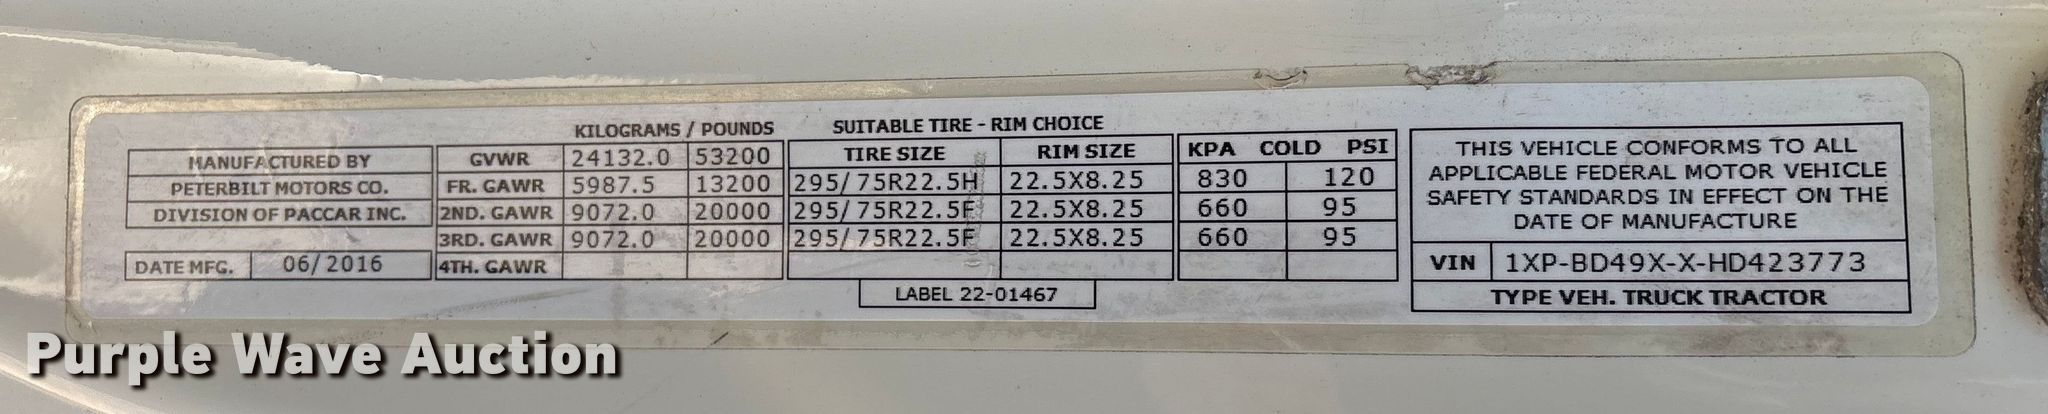 KILOGRAMS / POUNDS SUITABLE TIRE - RIM CHOICE
MANUFACTURED BY
PETERBILT MOTORS CO.
DIVISION OF PACCAR INC.
DATE MFG. 06/2016
GVWR 24132.0 53200 TIRE SIZE RIM SIZE KPA COLD PSI
FR. GAWR 5987.5 13200 295/75R22.5H 22.5X8.25 830 120
2ND. GAWR 9072.0 20000 295/75R22.5F 22.5X8.25 660 95
3RD. GAWR 9072.0 20000 295/75R22.5F 22.5X8.25 660 95
4TH. GAWR
LABEL 22-01467
THIS VEHICLE CONFORMS TO ALL
APPLICABLE FEDERAL MOTOR VEHICLE
SAFETY STANDARDS IN EFFECT ON THE
DATE OF MANUFACTURE
VIN 1XP-BD49X-X-HD423773
TYPE VEH. TRUCK TRACTOR
Purple Wave Auction